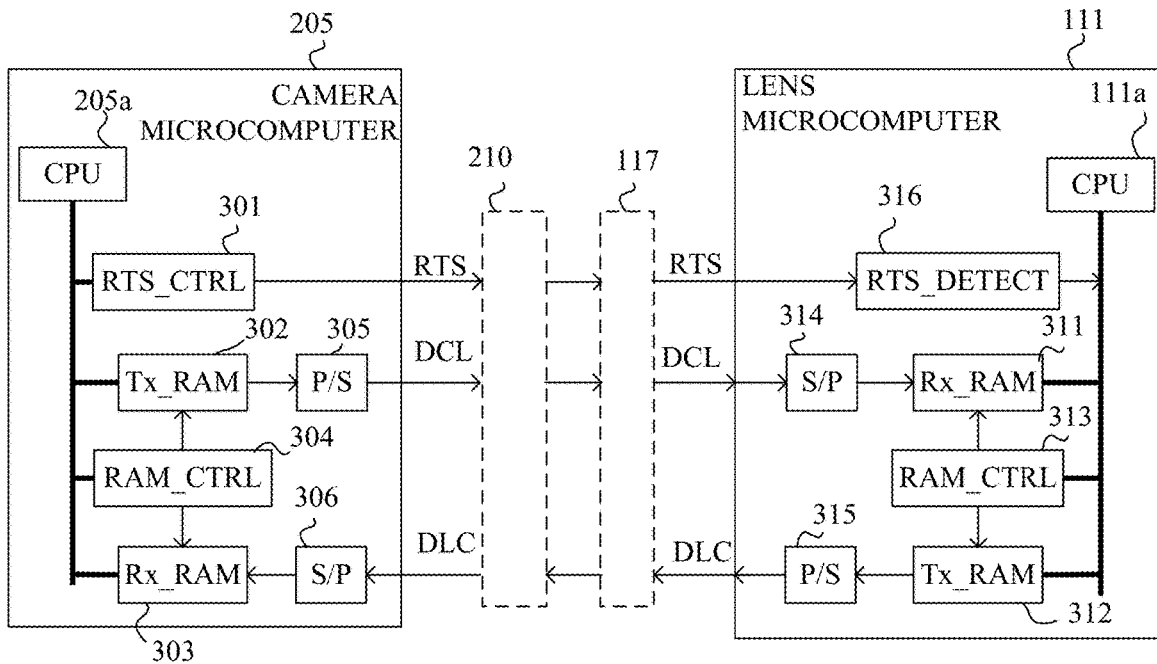 205
111
CAMERA
MICROCOMPUTER
LENS
MICROCOMPUTER
205a
111a
CPU
210
117
CPU
301
316
RTS_CTRL
RTS
RTS
RTS_DETECT
302
305
DCL
DCL
314
311
Tx_RAM
P/S
S/P
Rx_RAM
304
313
RAM_CTRL
RAM_CTRL
306
DLC
DLC
315
Rx_RAM
S/P
P/S
Tx_RAM
303
312